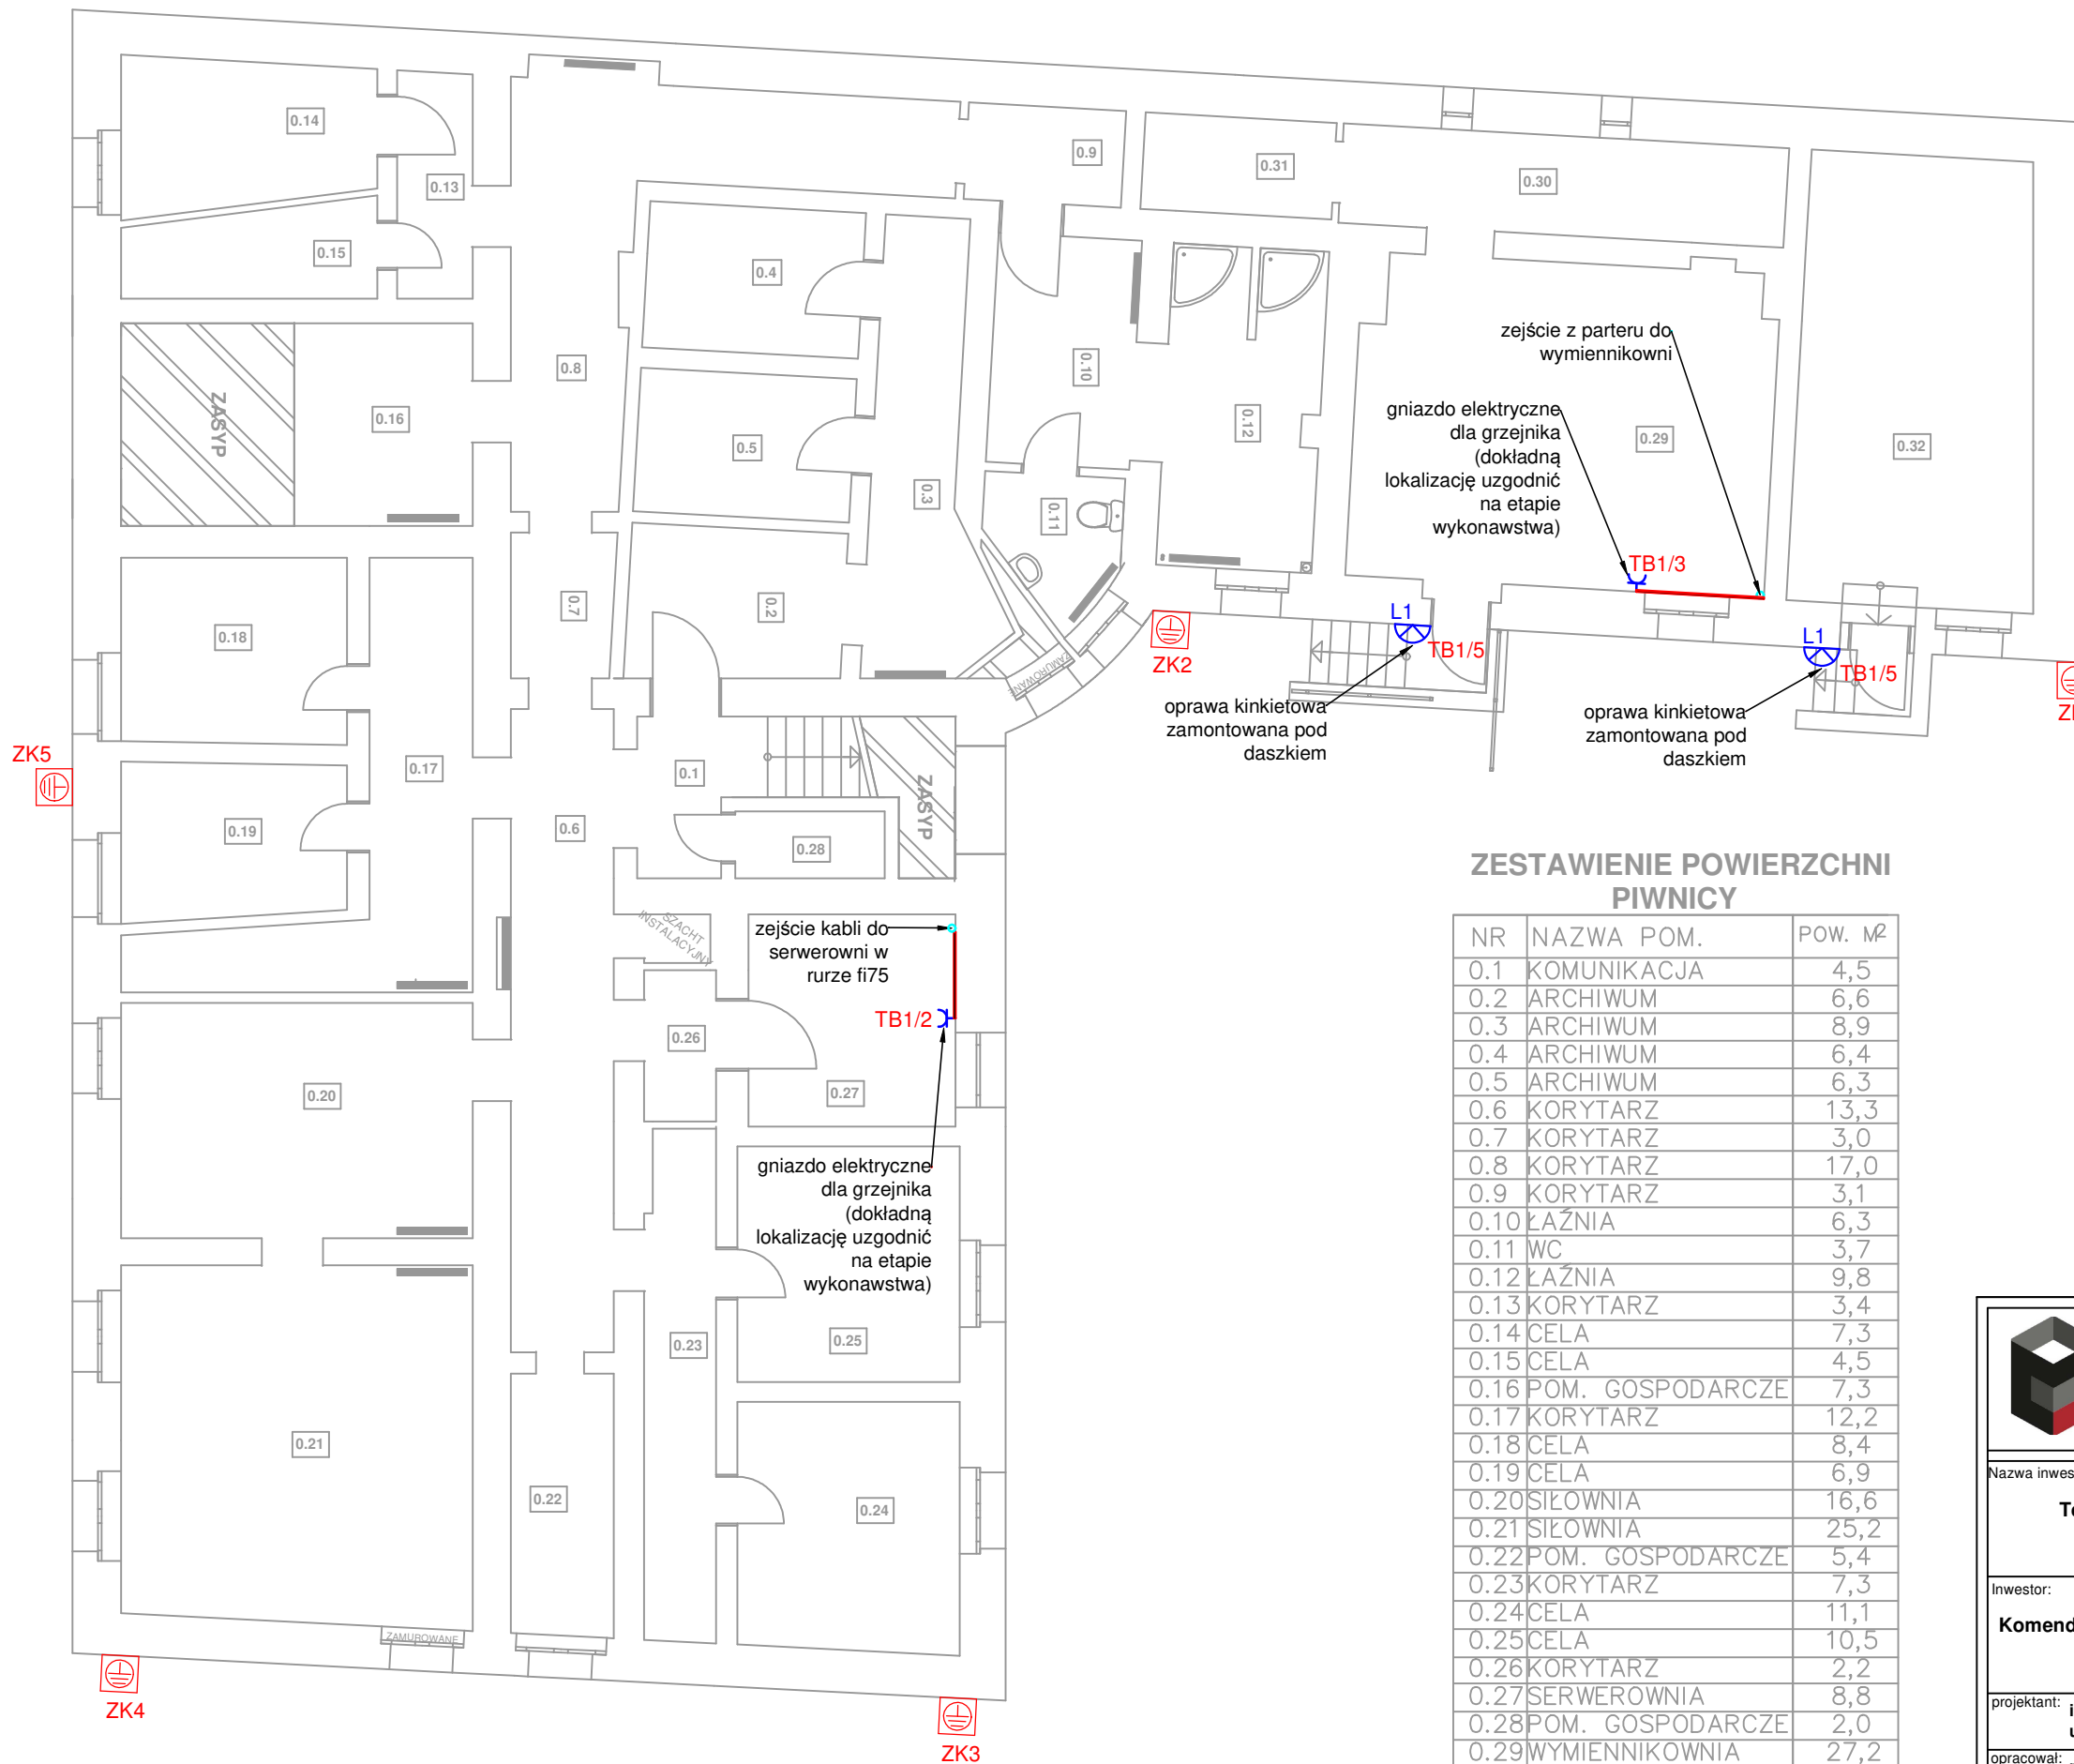 0.14
0.13
0.15
0.9
0.31
0.30
0.4
0.8
0.10
0.12
ZASYP
0.16
0.5
0.3
0.11
0.29
0.32
zejście z parteru do
wymiennikowni
gniazdo elektryczne
dla grzejnika
(dokładną
lokalizację uzgodnić
na etapie
wykonawstwa)
TB1/3
0.7
0.2
0.18
ZAMUROWANE
ZK2
L1
TB1/5
L1
TB1/5
oprawa kinkietowa
zamontowana pod
daszkiem
oprawa kinkietowa
zamontowana pod
daszkiem
ZK5
0.17
0.1
ZASYP
0.19
0.6
0.28
SZACHT
INSTALACYJNY
zejście kabli do
serwerowni w
rurze fi75
TB1/2
0.26
0.27
0.20
gniazdo elektryczne
dla grzejnika
(dokładną
lokalizację uzgodnić
na etapie
wykonawstwa)
0.23
0.25
0.21
0.22
0.24
ZAMUROWANE
ZK4
ZK3
ZESTAWIENIE POWIERZCHNI
PIWNICY
NR NAZWA POM. POW. M2
0.1 KOMUNIKACJA 4,5
0.2 ARCHIWUM 6,6
0.3 ARCHIWUM 8,9
0.4 ARCHIWUM 6,4
0.5 ARCHIWUM 6,3
0.6 KORYTARZ 13,3
0.7 KORYTARZ 3,0
0.8 KORYTARZ 17,0
0.9 KORYTARZ 3,1
0.10 ŁAŹNIA 6,3
0.11 WC 3,7
0.12 ŁAŹNIA 9,8
0.13 KORYTARZ 3,4
0.14 CELA 7,3
0.15 CELA 4,5
0.16 POM. GOSPODARCZE 7,3
0.17 KORYTARZ 12,2
0.18 CELA 8,4
0.19 CELA 6,9
0.20 SIŁOWNIA 16,6
0.21 SIŁOWNIA 25,2
0.22 POM. GOSPODARCZE 5,4
0.23 KORYTARZ 7,3
0.24 CELA 11,1
0.25 CELA 10,5
0.26 KORYTARZ 2,2
0.27 SERWEROWNIA 8,8
0.28 POM. GOSPODARCZE 2,0
0.29 WYMIENNIKOWNIA 27,2
Nazwa
Inwestor:
projektant:
opracował: